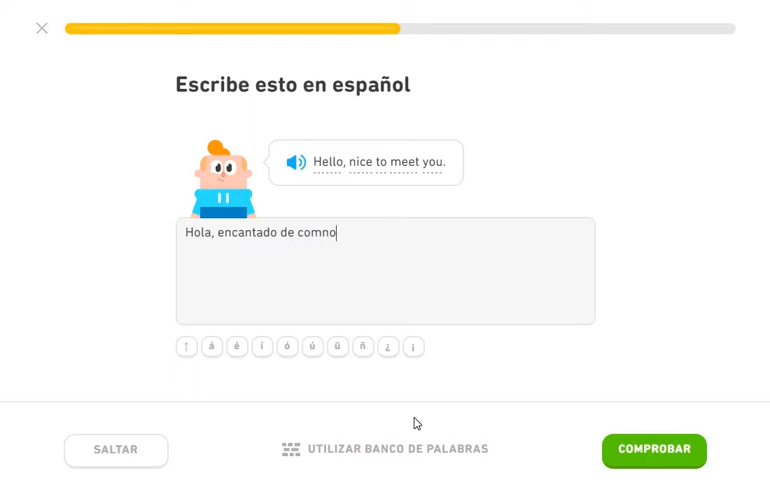 Escribe esto en español
Hello, nice to meet you.
Hola, encantado de comno
↑ á é í ó ú ü ñ ¿ ¡
SALTAR
UTILIZAR BANCO DE PALABRAS
COMPROBAR